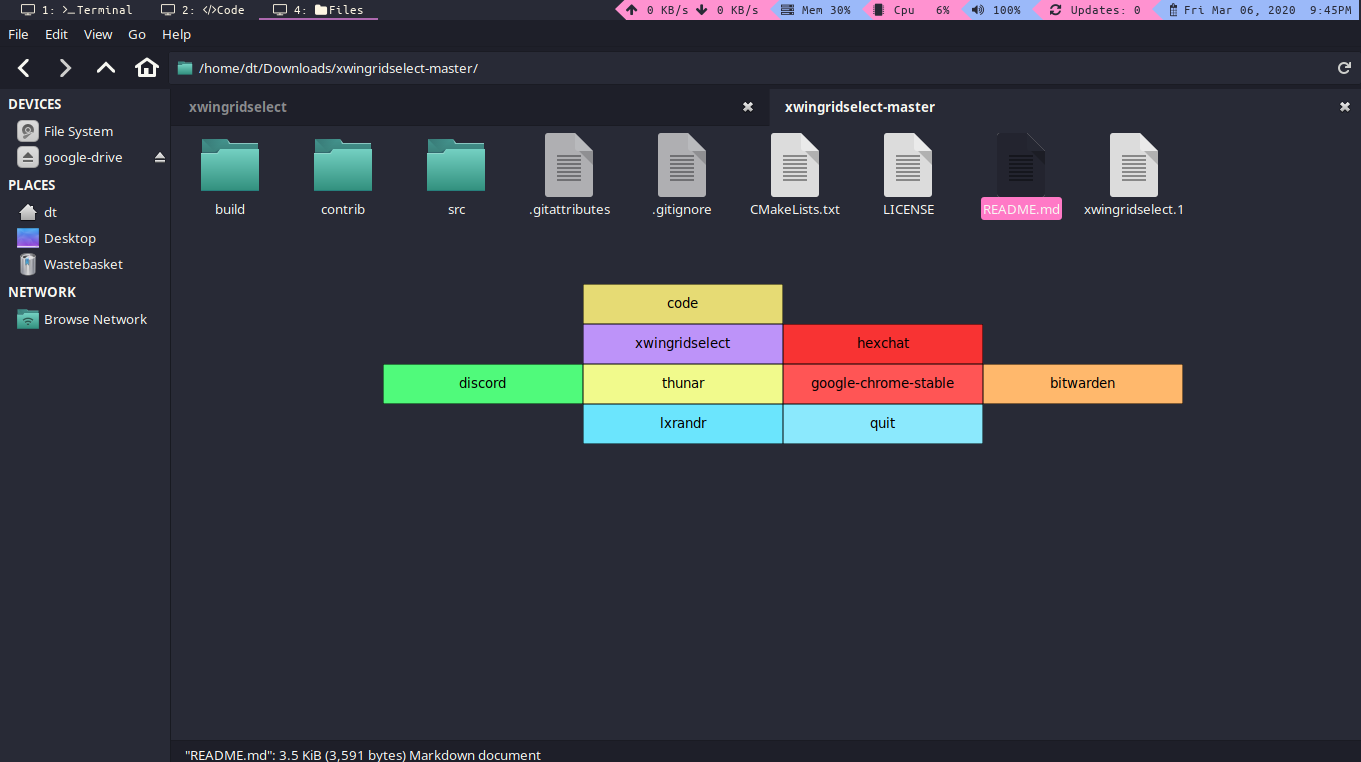 1: >_Terminal 2: </>Code 4: Files 0 KB/s 0 KB/s Mem 30% Cpu 6% 100% Updates: 0 Fri Mar 06, 2020 9:45PM
File Edit View Go Help
/home/dt/Downloads/xwingridselect-master/
DEVICES
File System
google-drive
PLACES
dt
Desktop
Wastebasket
NETWORK
Browse Network
xwingridselect xwingridselect-master
build contrib src .gitattributes .gitignore CMakeLists.txt LICENSE README.md xwingridselect.1
code
xwingridselect hexchat
discord thunar google-chrome-stable bitwarden
lxrandr quit
"README.md": 3.5 KiB (3,591 bytes) Markdown document